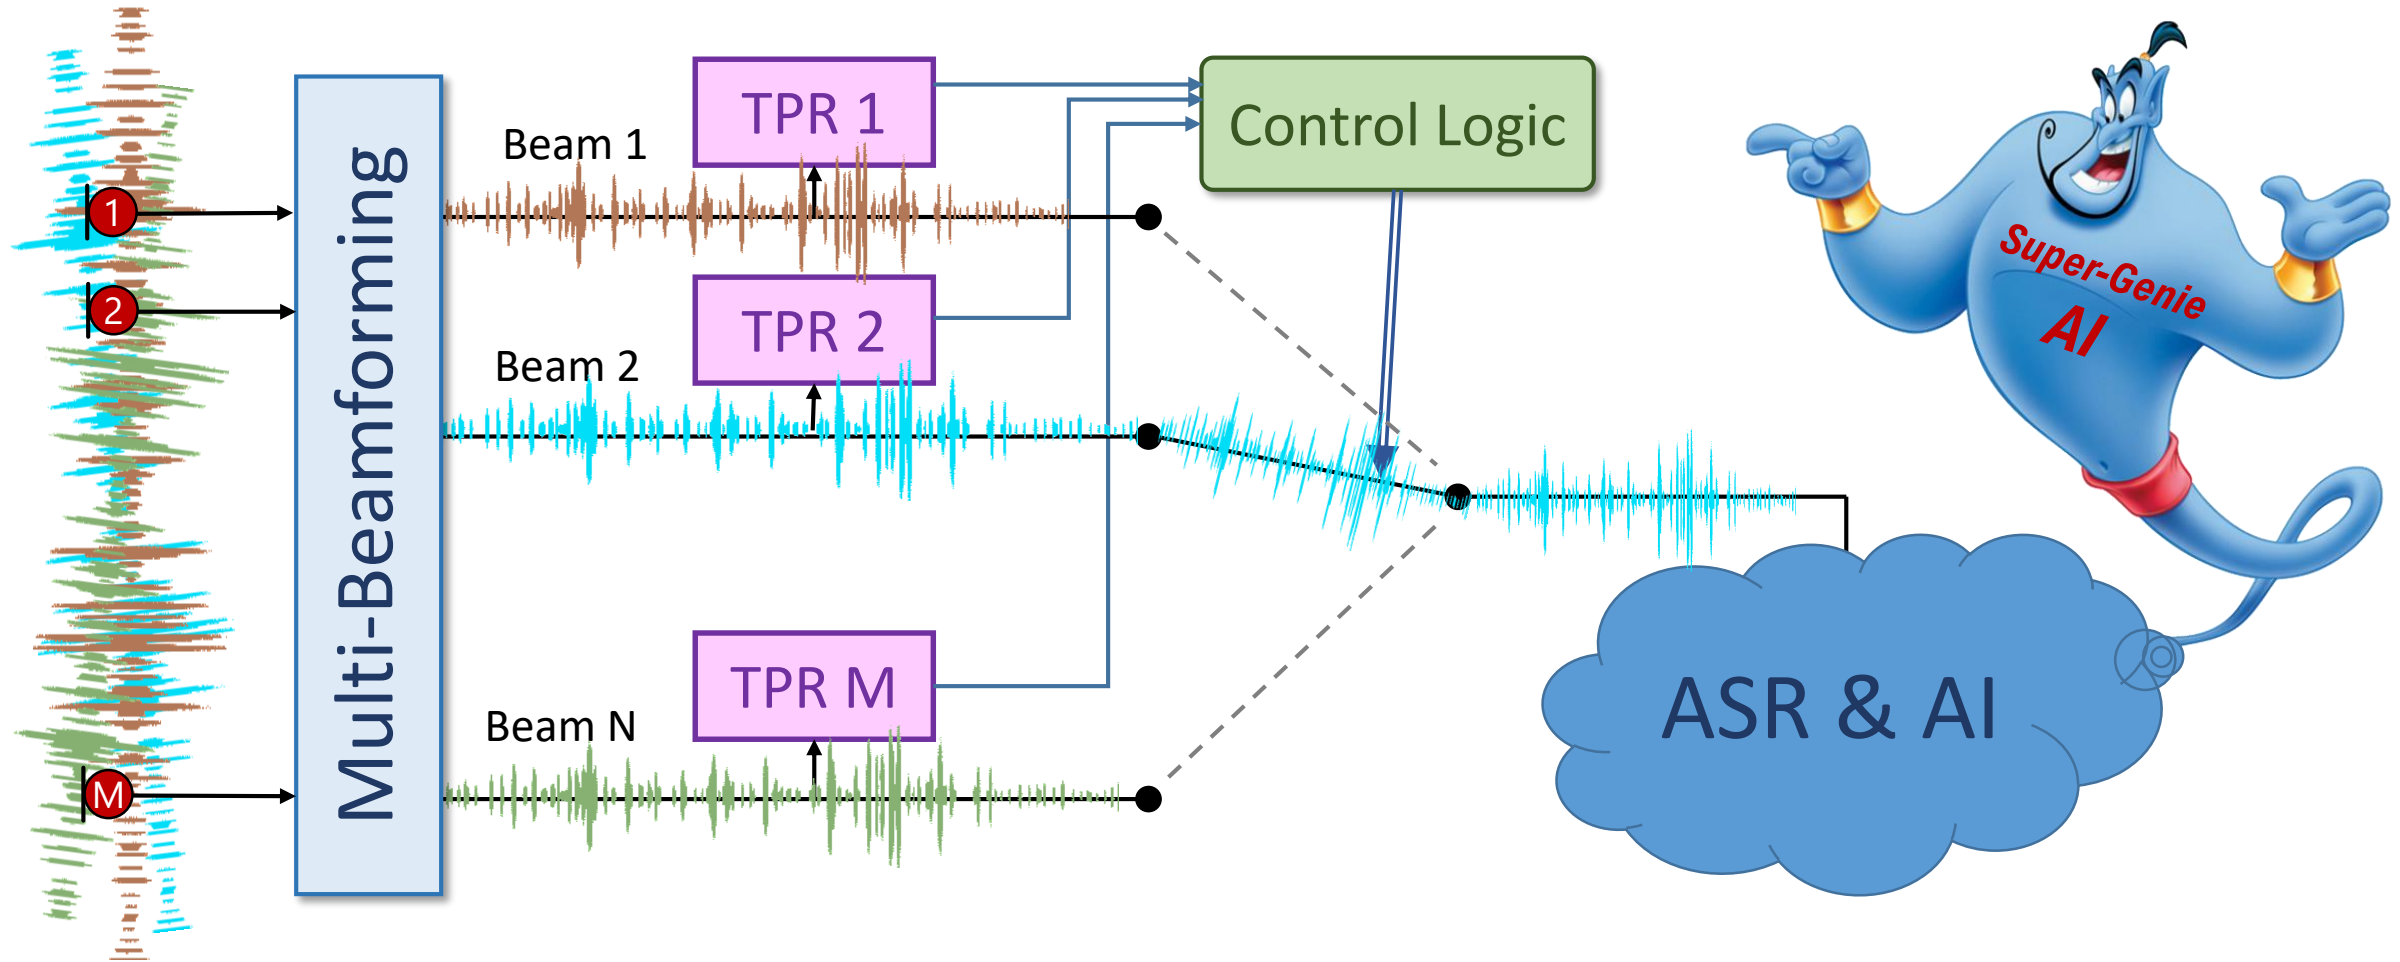 1
2
M
Multi-Beamforming
Beam 1
TPR 1
Beam 2
TPR 2
Beam N
TPR M
Control Logic
Super-Genie
AI
ASR & AI